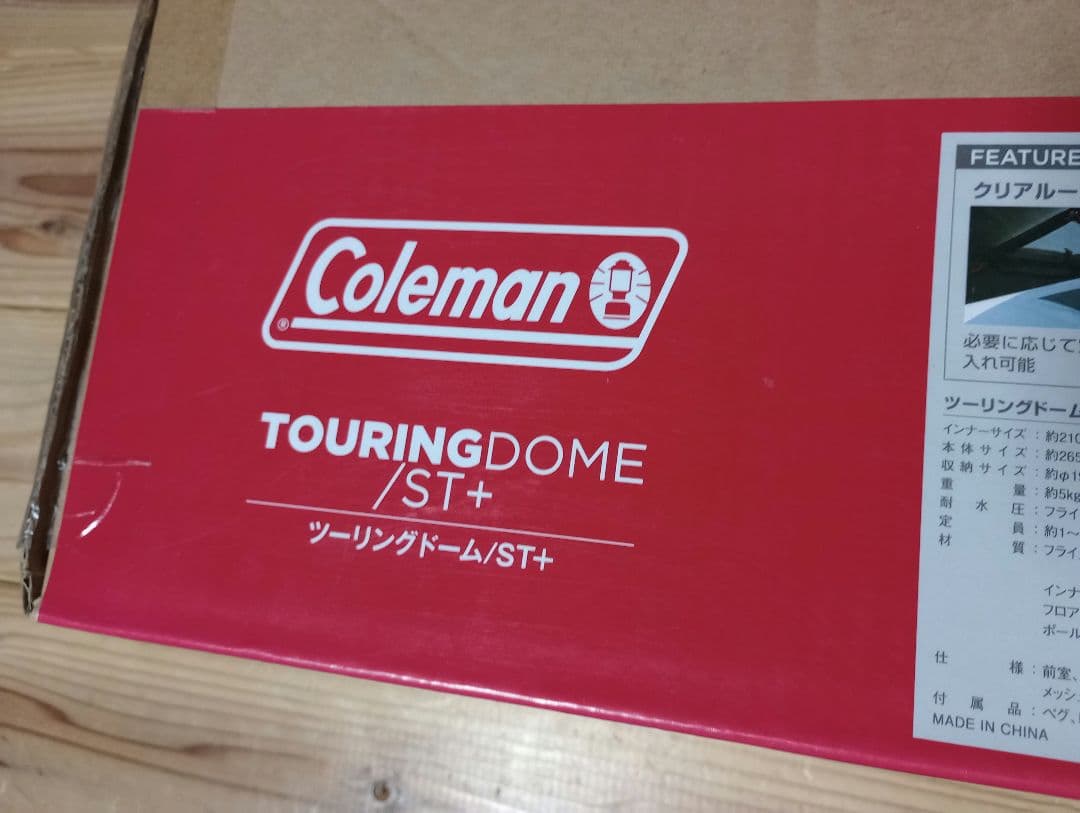 Coleman
®
TOURINGDOME
/ST+
ツーリングドーム/ST+
FEATURE
クリアルー
必要に応じて
入れ可能
ツーリングドーム
インナーサイズ：約210
本体サイズ：約265
収納サイズ：約φ1
重量：約5kg
耐水圧：フライ
定員：約1～
材質：フライ
インナ
フロア
ポール
仕様：前室、
メッシ
付属品：ペグ、
MADE IN CHINA